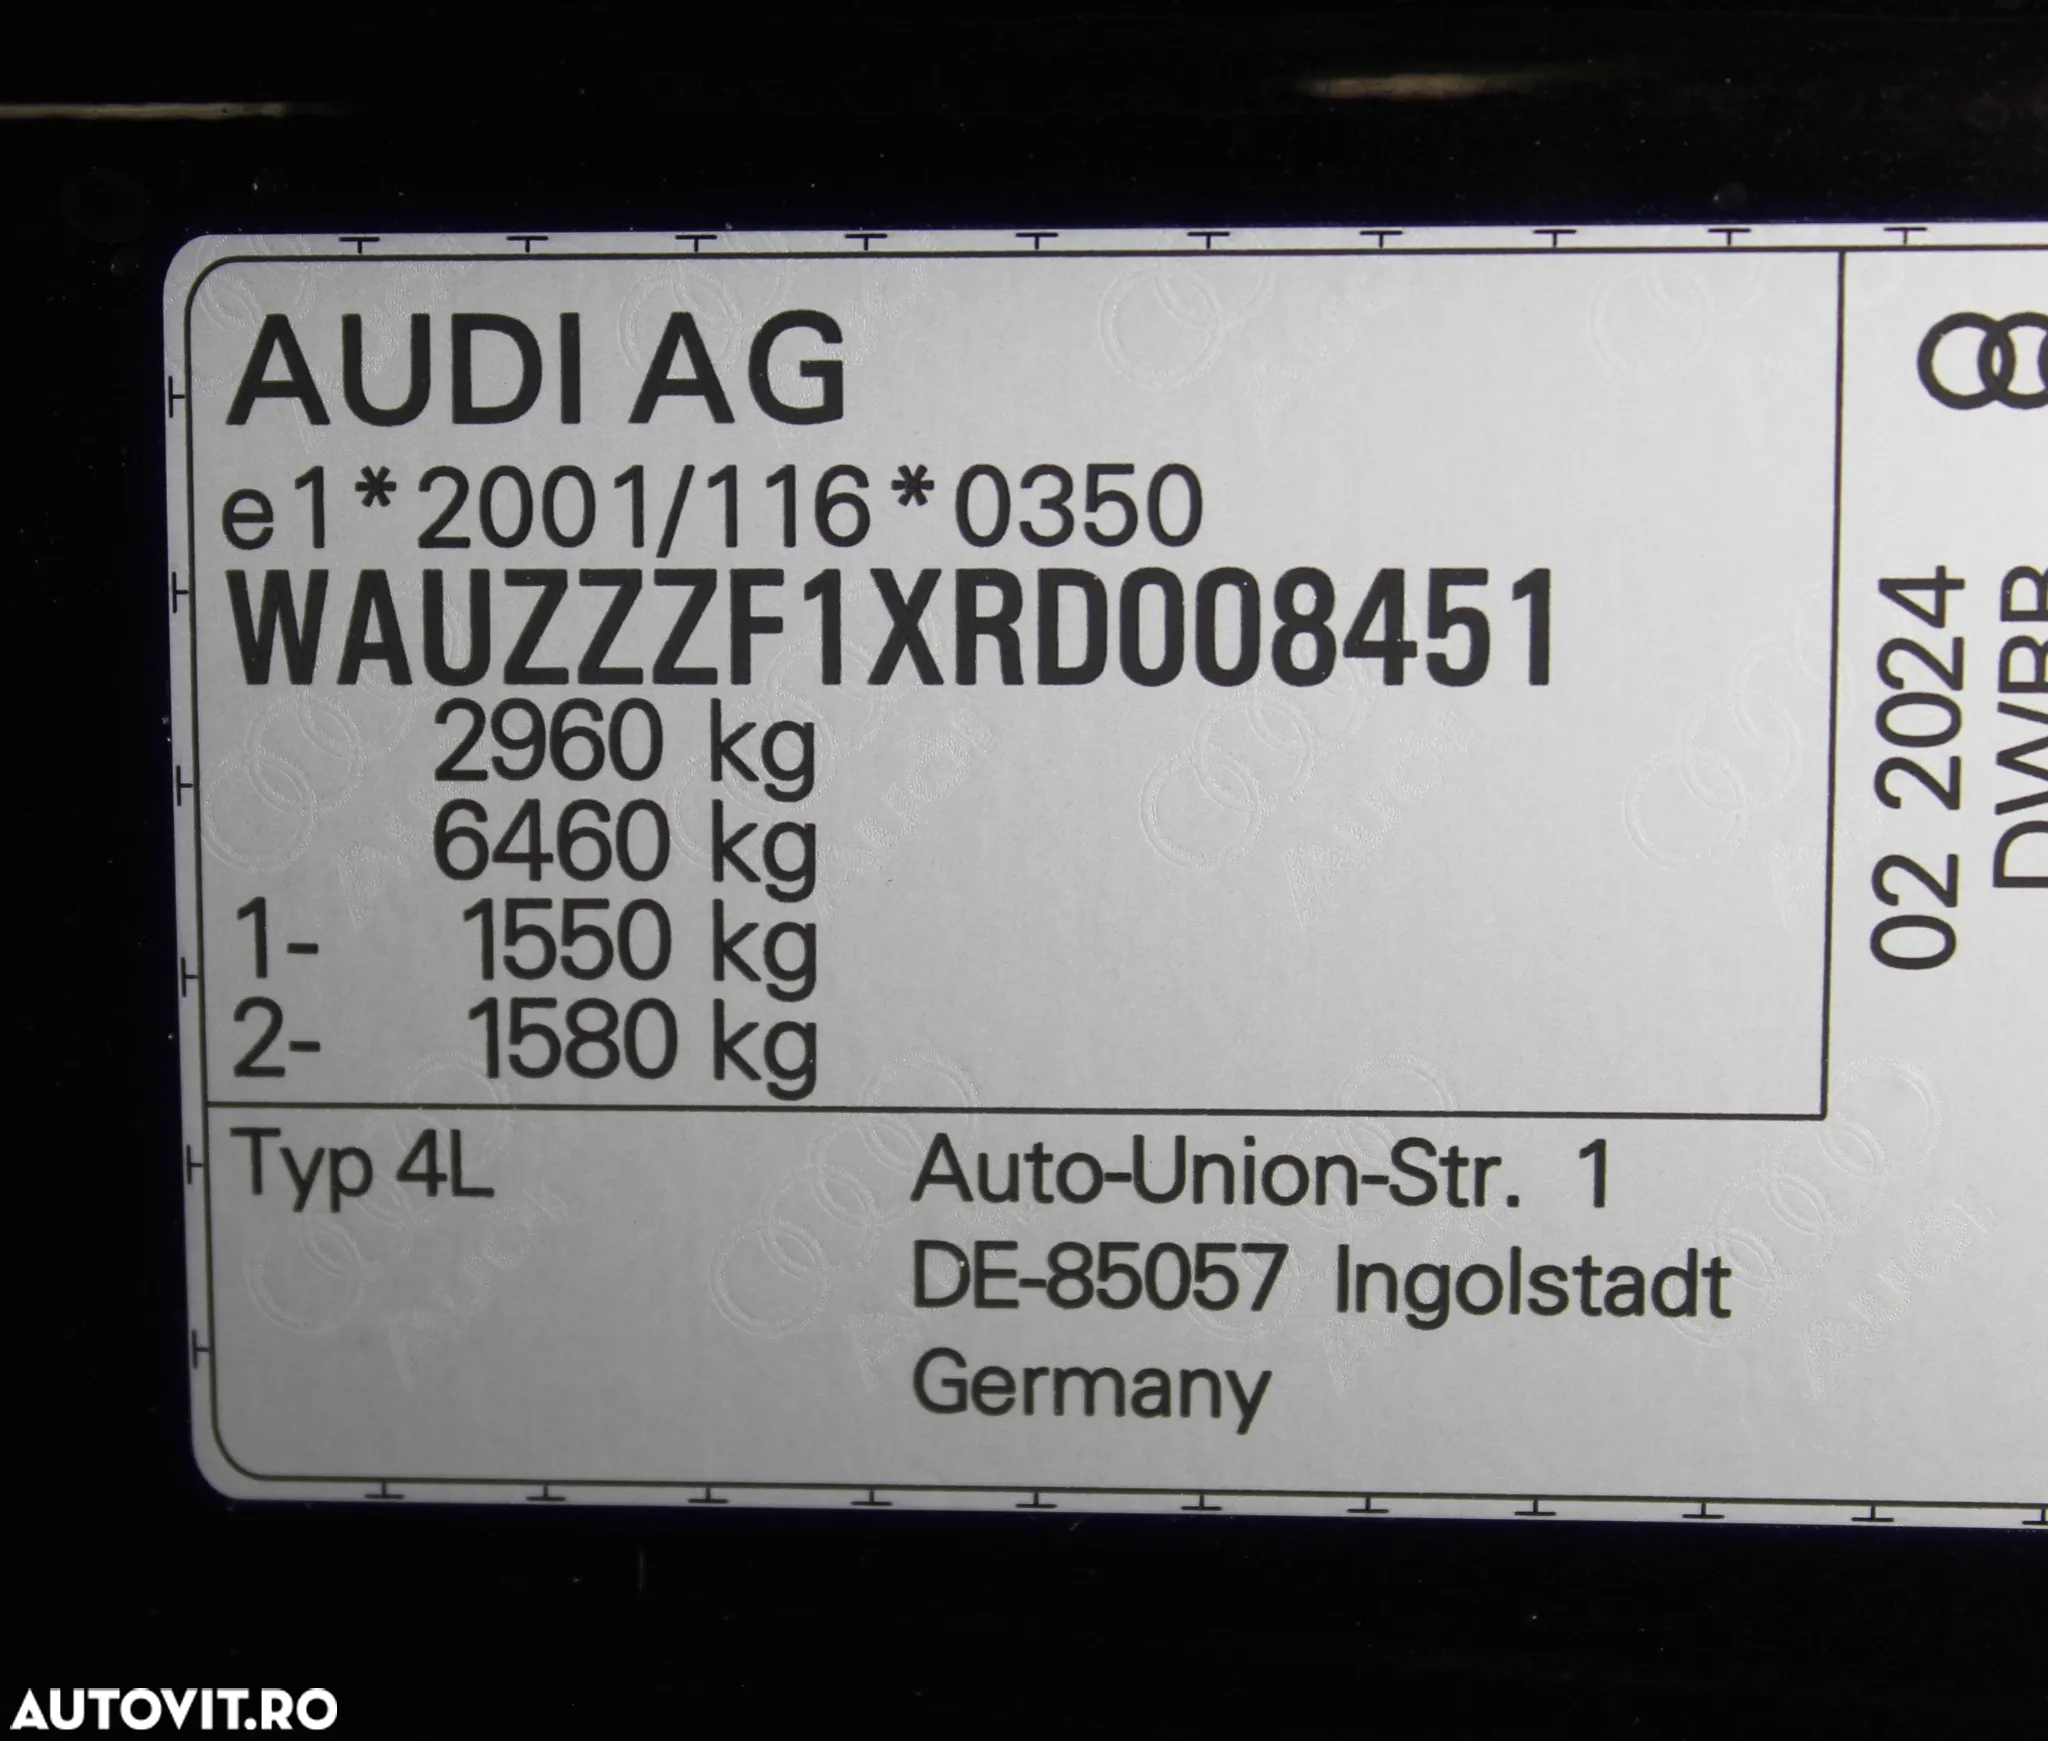 AUDI AG
e1*2001/116*0350
WAUZZZF1XRD008451
2960 kg
6460 kg
1- 1550 kg
2- 1580 kg
Typ 4L
Auto-Union-Str. 1
DE-85057 Ingolstadt
Germany
02 2024
AUTOVIT.RO